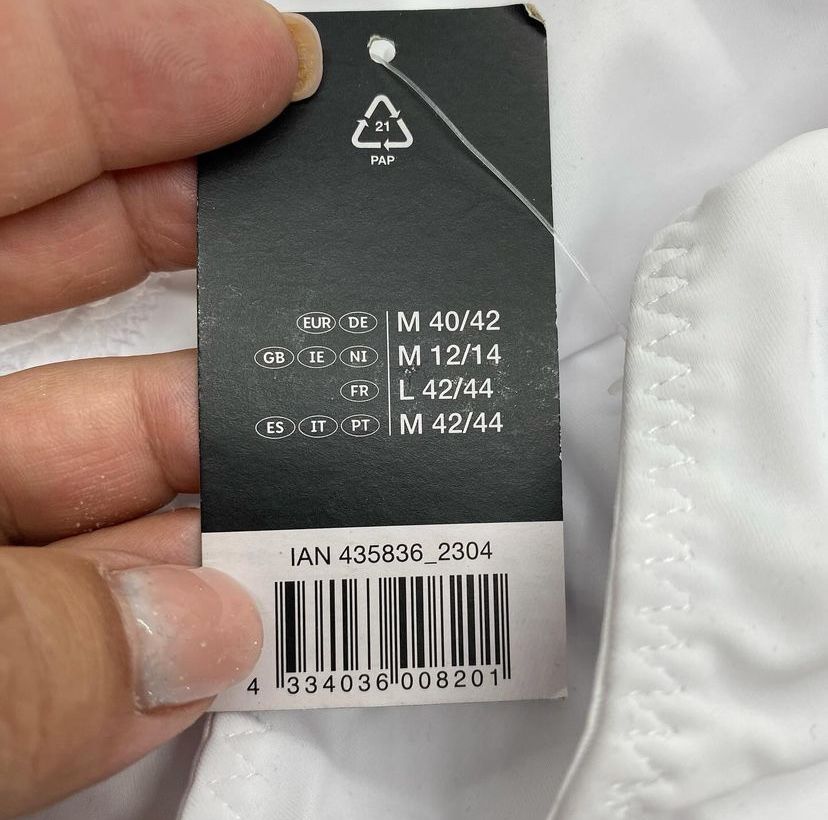 21
PAP
EUR DE M 40/42
GB IE NI M 12/14
FR L 42/44
ES IT PT M 42/44
IAN 435836_2304
4 334036 008201